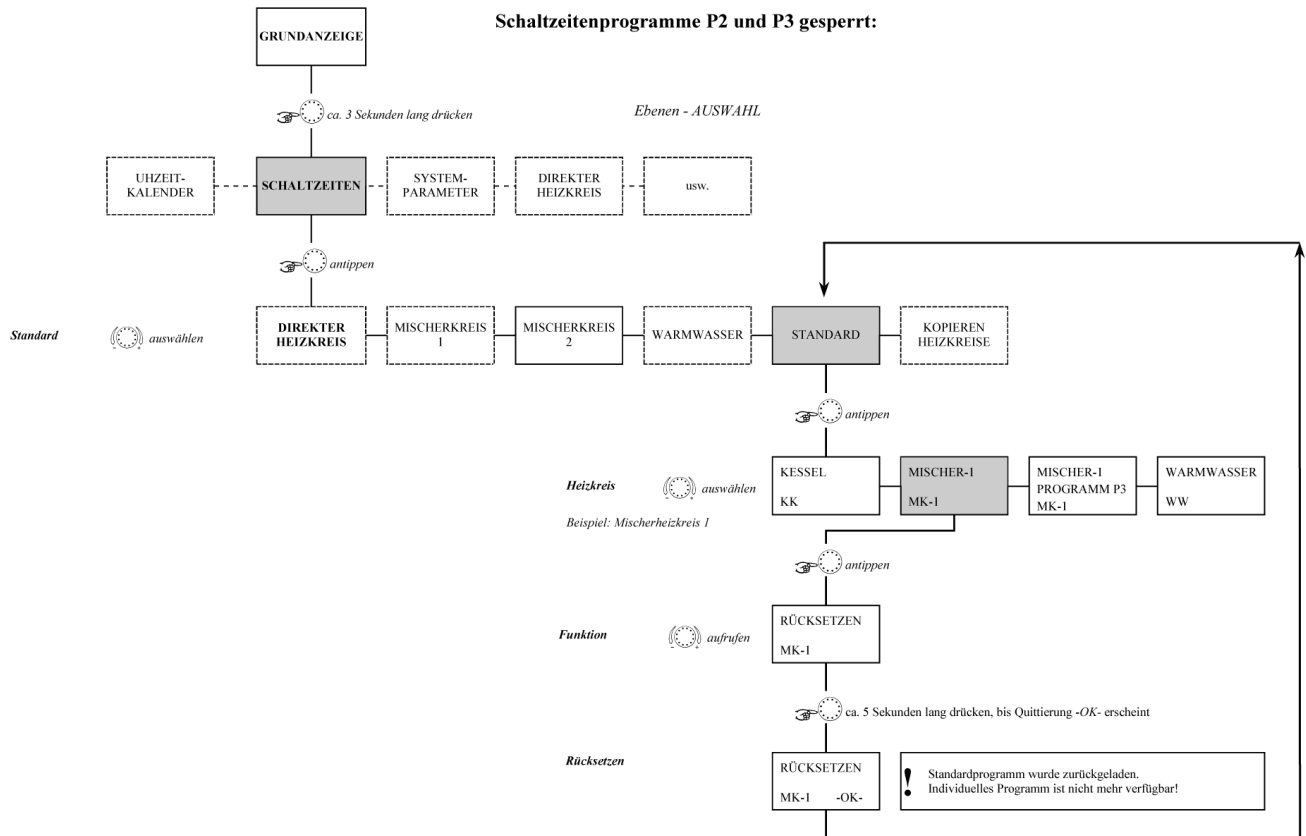 Schaltzeitenprogramme P2 und P3 gesperrt:
GRUNDANZEIGE
ca. 3 Sekunden lang drücken
Ebenen - AUSWAHL
UHZEIT-
KALENDER
SCHALTZEITEN
SYSTEM-
PARAMETER
DIREKTER
HEIZKREIS
usw.
antippen
Standard
- + auswählen
DIREKTER
HEIZKREIS
MISCHERKREIS
1
MISCHERKREIS
2
WARMWASSER
STANDARD
KOPIEREN
HEIZKREISE
antippen
Heizkreis
- + auswählen
Beispiel: Mischerheizkreis 1
KESSEL
KK
MISCHER-1
MK-1
MISCHER-1
PROGRAMM P3
MK-1
WARMWASSER
WW
antippen
Funktion
- + aufrufen
RÜCKSETZEN
MK-1
ca. 5 Sekunden lang drücken, bis Quittierung -OK- erscheint
Rücksetzen
RÜCKSETZEN
MK-1 -OK-
! Standardprogramm wurde zurückgeladen.
Individuelles Programm ist nicht mehr verfügbar!